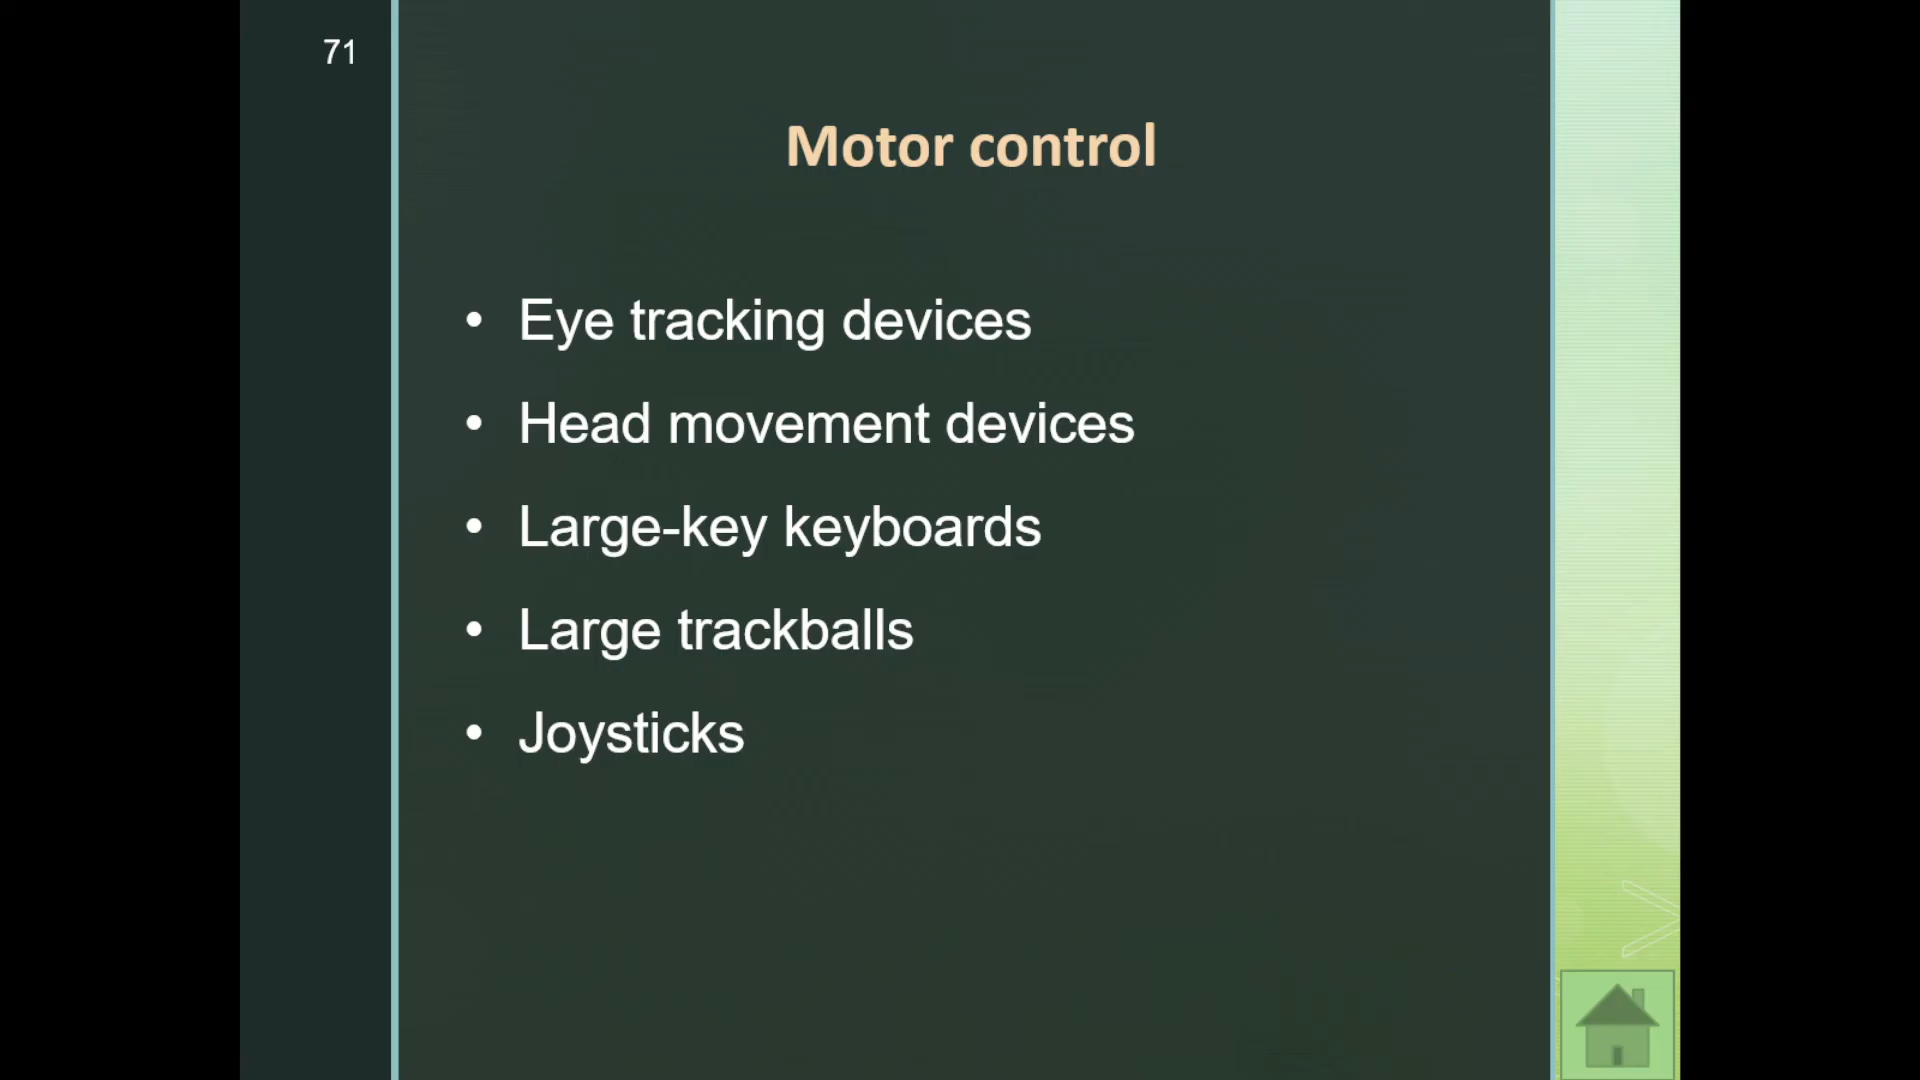 71
Motor control
• Eye tracking devices
• Head movement devices
• Large-key keyboards
• Large trackballs
• Joysticks